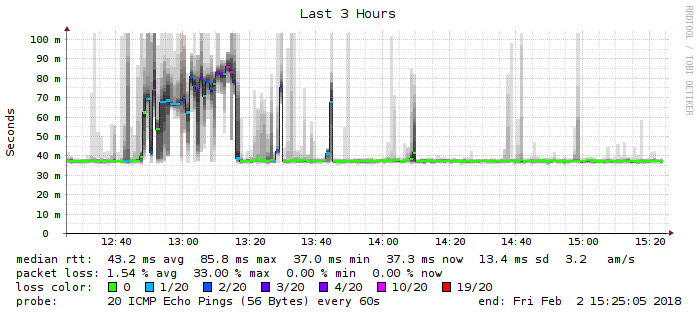 Last 3 Hours
RRDTOOL / TOBI OETIKER
Seconds
100 m
90 m
80 m
70 m
60 m
50 m
40 m
30 m
20 m
10 m
0
12:40 13:00 13:20 13:40 14:00 14:20 14:40 15:00 15:20
median rtt: 43.2 ms avg 85.8 ms max 37.0 ms min 37.3 ms now 13.4 ms sd 3.2 am/s
packet loss: 1.54 % avg 33.00 % max 0.00 % min 0.00 % now
loss color: 0 1/20 2/20 3/20 4/20 10/20 19/20
probe: 20 ICMP Echo Pings (56 Bytes) every 60s end: Fri Feb 2 15:25:05 2018